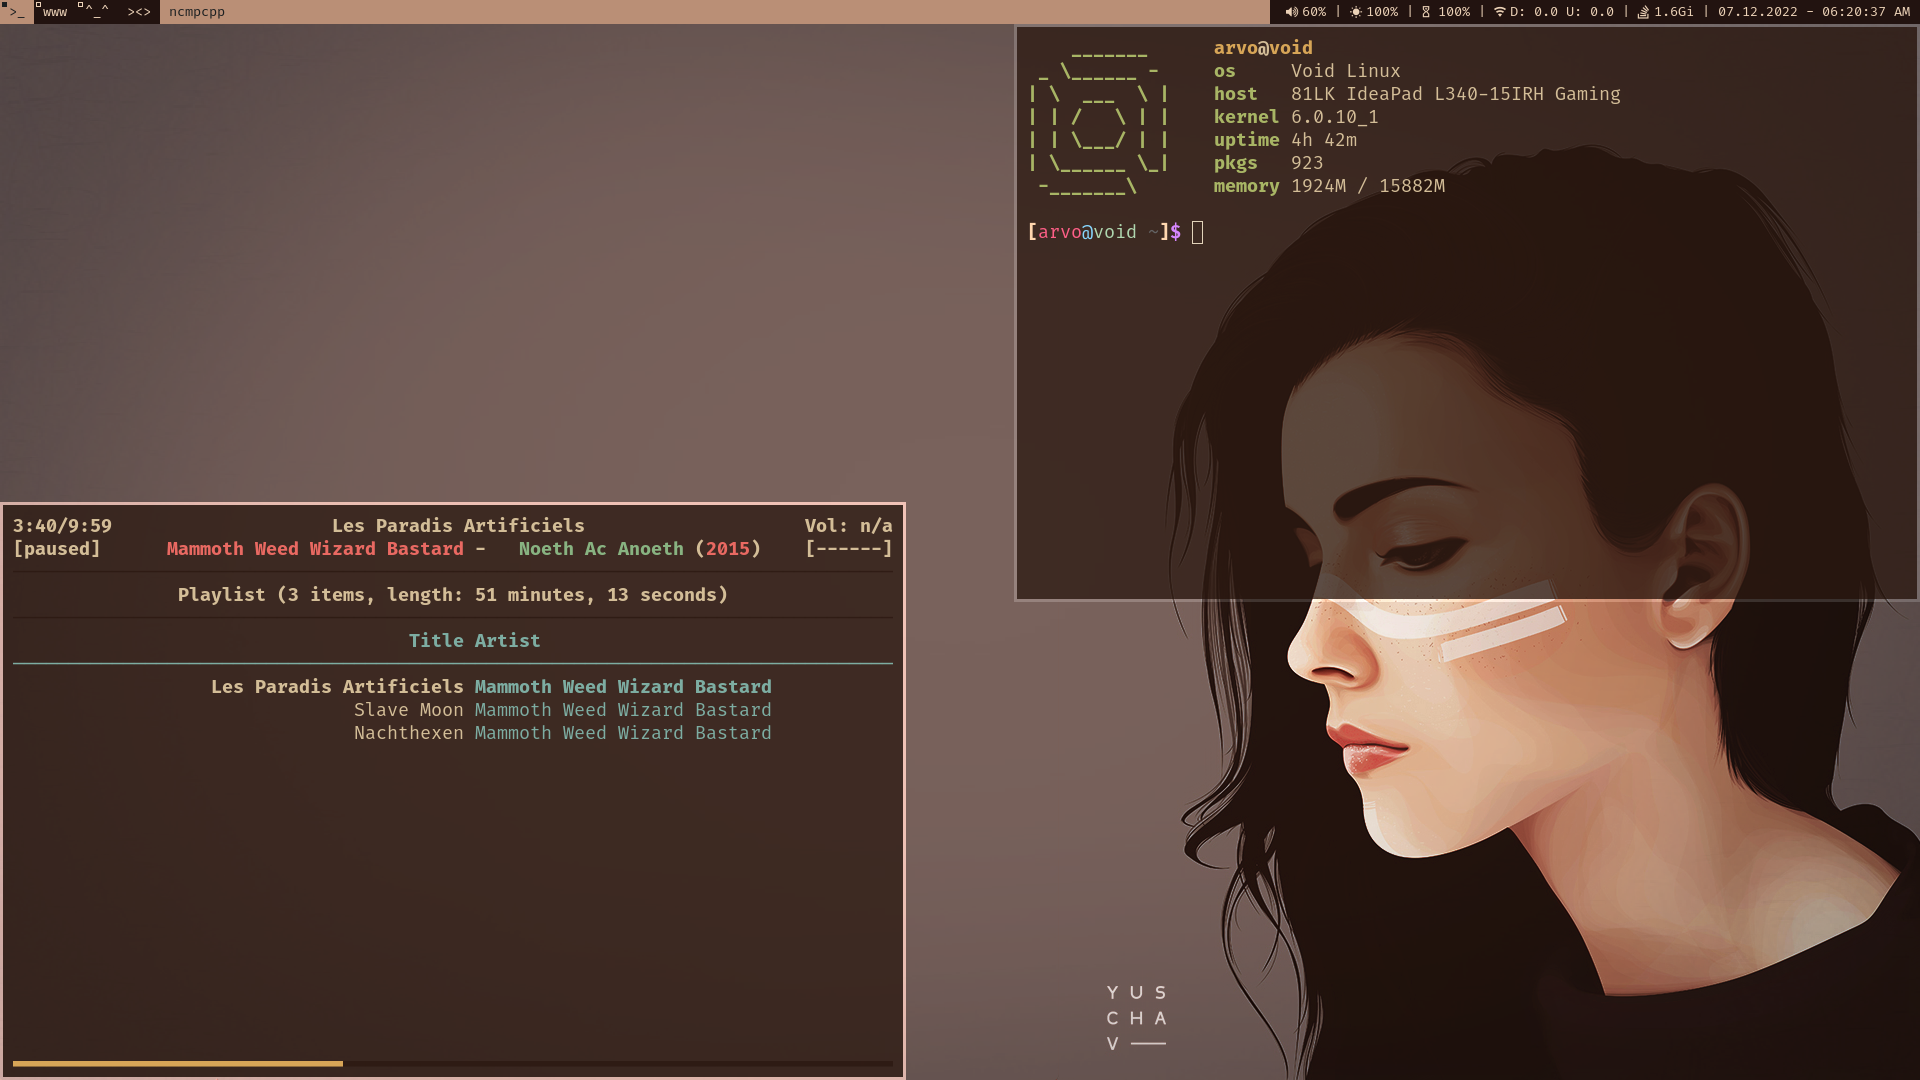 >_ www ^_^ ><> ncmpcpp 60% | 100% | 100% | D: 0.0 U: 0.0 | 1.6Gi | 07.12.2022 - 06:20:37 AM
arvo@void
os Void Linux
host 81LK IdeaPad L340-15IRH Gaming
kernel 6.0.10_1
uptime 4h 42m
pkgs 923
memory 1924M / 15882M
[arvo@void ~]$
3:40/9:59 Les Paradis Artificiels Vol: n/a
[paused] Mammoth Weed Wizard Bastard - Noeth Ac Anoeth (2015) [------]
Playlist (3 items, length: 51 minutes, 13 seconds)
Title Artist
Les Paradis Artificiels Mammoth Weed Wizard Bastard
Slave Moon Mammoth Weed Wizard Bastard
Nachthexen Mammoth Weed Wizard Bastard
YUS
CHA
V